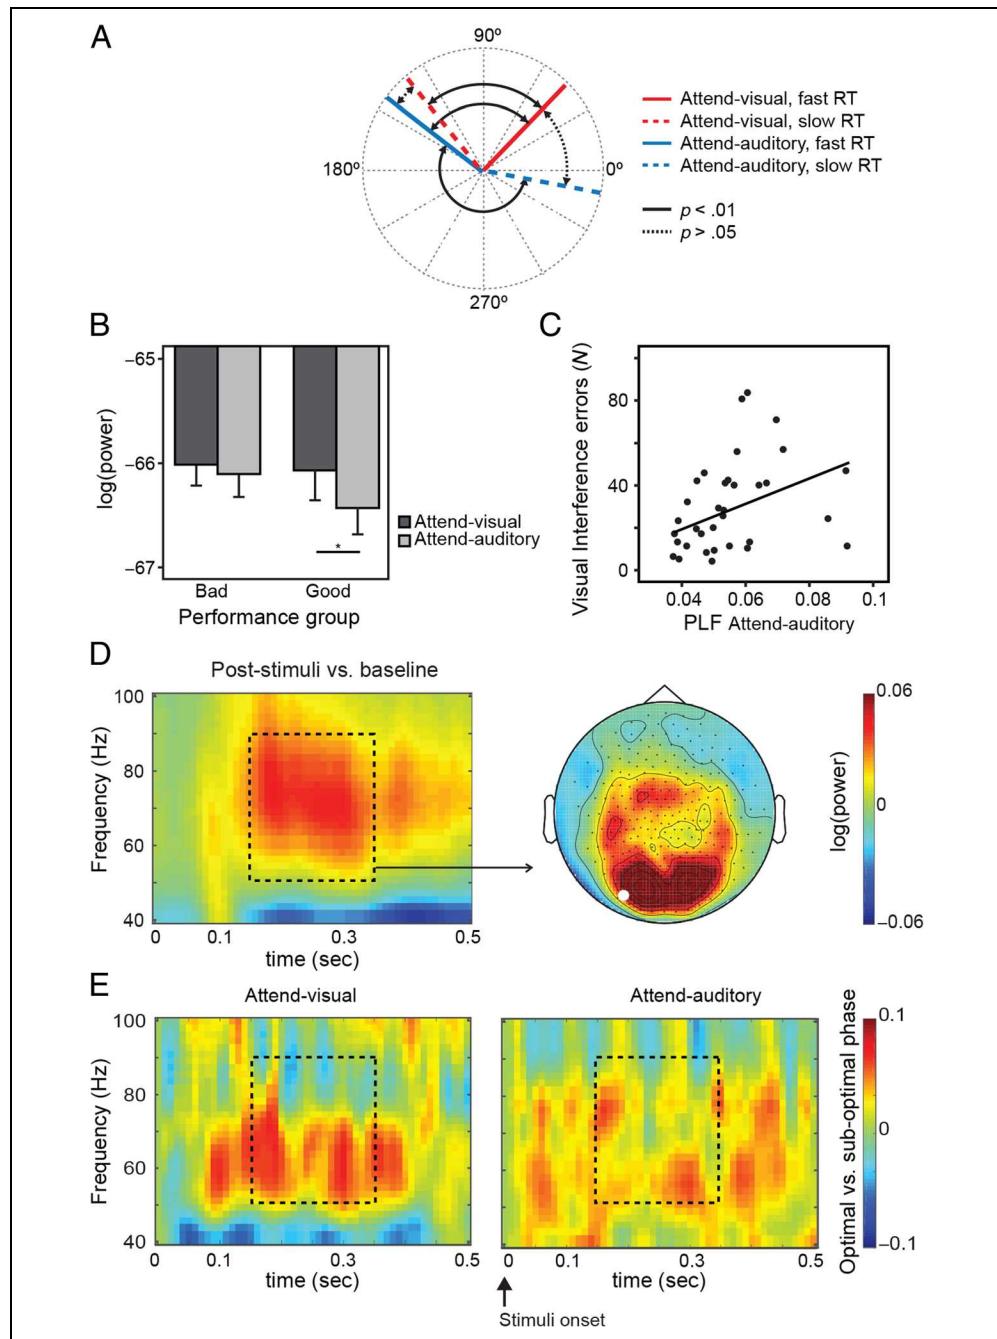 A
90º
180º
0º
270º
Attend-visual, fast RT
Attend-visual, slow RT
Attend-auditory, fast RT
Attend-auditory, slow RT
p < .01
p > .05
B
log(power)
−65
−66
−67
*
Bad
Good
Performance group
Attend-visual
Attend-auditory
C
Visual Interference errors (N)
80
40
0
0.04
0.06
0.08
0.1
PLF Attend-auditory
D
Post-stimuli vs. baseline
Frequency (Hz)
100
80
60
40
0
0.1
0.3
0.5
time (sec)
0.06
0
−0.06
log(power)
E
Attend-visual
Frequency (Hz)
100
80
60
40
0
0.1
0.3
0.5
time (sec)
Attend-auditory
0
0.1
0.3
0.5
time (sec)
Stimuli onset
Optimal vs. sub-optimal phase
0.1
0
−0.1